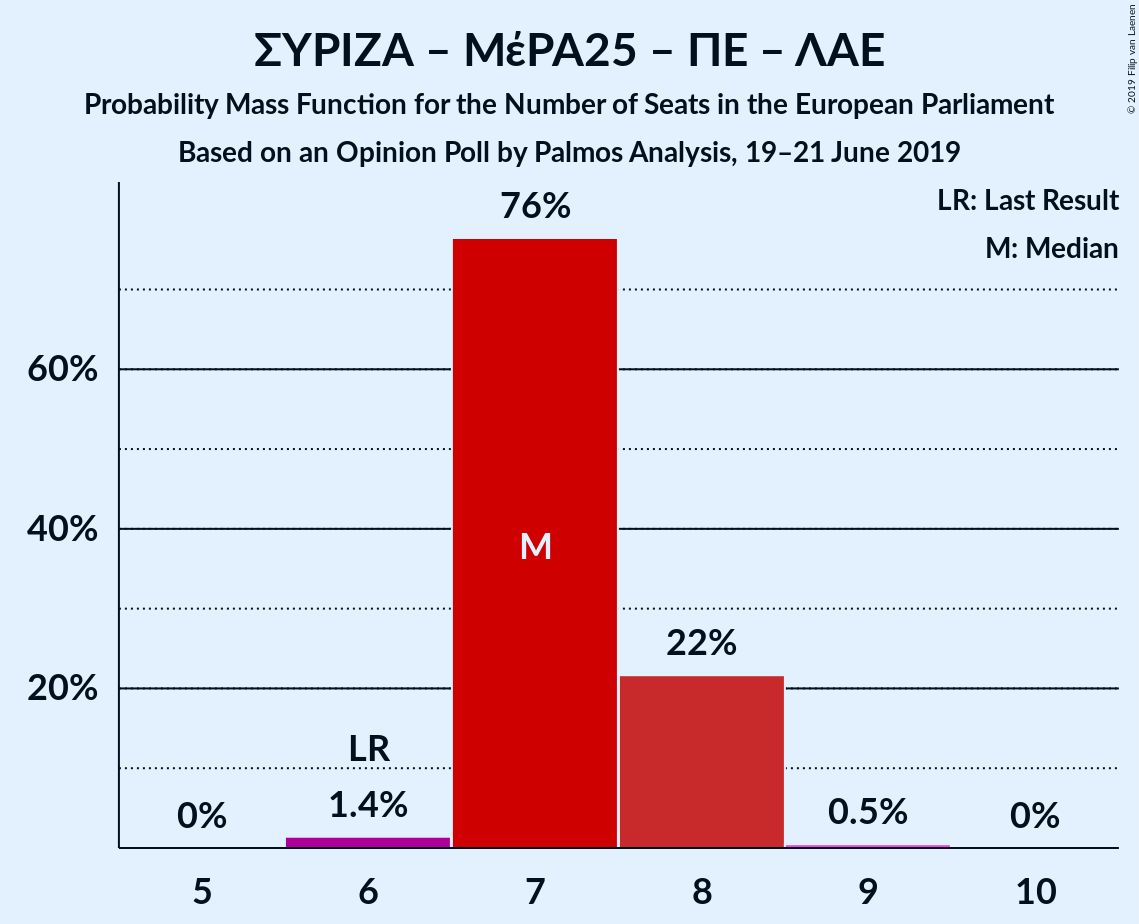 ΣΥΡΙΖΑ – ΜέΡΑ25 – ΠΕ – ΛΑΕ
Probability Mass Function for the Number of Seats in the European Parliament
Based on an Opinion Poll by Palmos Analysis, 19–21 June 2019
© 2019 Filip van Laenen
LR: Last Result
M: Median
76%
60%
40%
M
22%
20%
LR
0%
1.4%
0.5%
0%
5
6
7
8
9
10